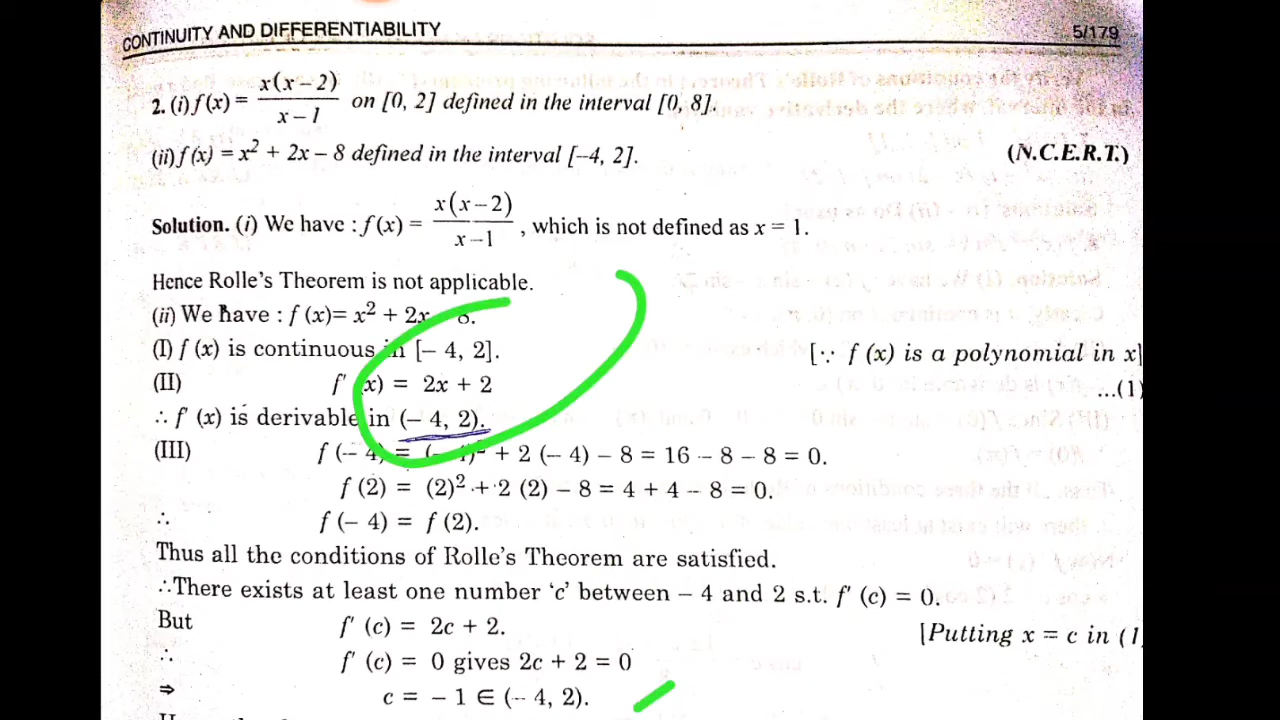 CONTINUITY AND DIFFERENTIABILITY 5/179
2. (i) f(x) = x(x−2) / x−1 on [0, 2] defined in the interval [0, 8].
(ii) f(x) = x² + 2x − 8 defined in the interval [−4, 2]. (N.C.E.R.T.)
Solution. (i) We have : f(x) = x(x−2) / x−1 , which is not defined as x = 1.
Hence Rolle's Theorem is not applicable.
(ii) We have : f (x)= x² + 2x − 8.
(I) f (x) is continuous in [− 4, 2]. [∵ f (x) is a polynomial in x]
(II) f' (x) = 2x + 2 ...(1)
∴ f' (x) is derivable in (− 4, 2).
(III) f (− 4) = (− 4)² + 2 (− 4) − 8 = 16 − 8 − 8 = 0.
f (2) = (2)² + 2 (2) − 8 = 4 + 4 − 8 = 0.
∴ f (− 4) = f (2).
Thus all the conditions of Rolle's Theorem are satisfied.
∴There exists at least one number 'c' between − 4 and 2 s.t. f' (c) = 0.
But f' (c) = 2c + 2. [Putting x = c in (1
∴ f' (c) = 0 gives 2c + 2 = 0
⇒ c = − 1 ∈ (− 4, 2).